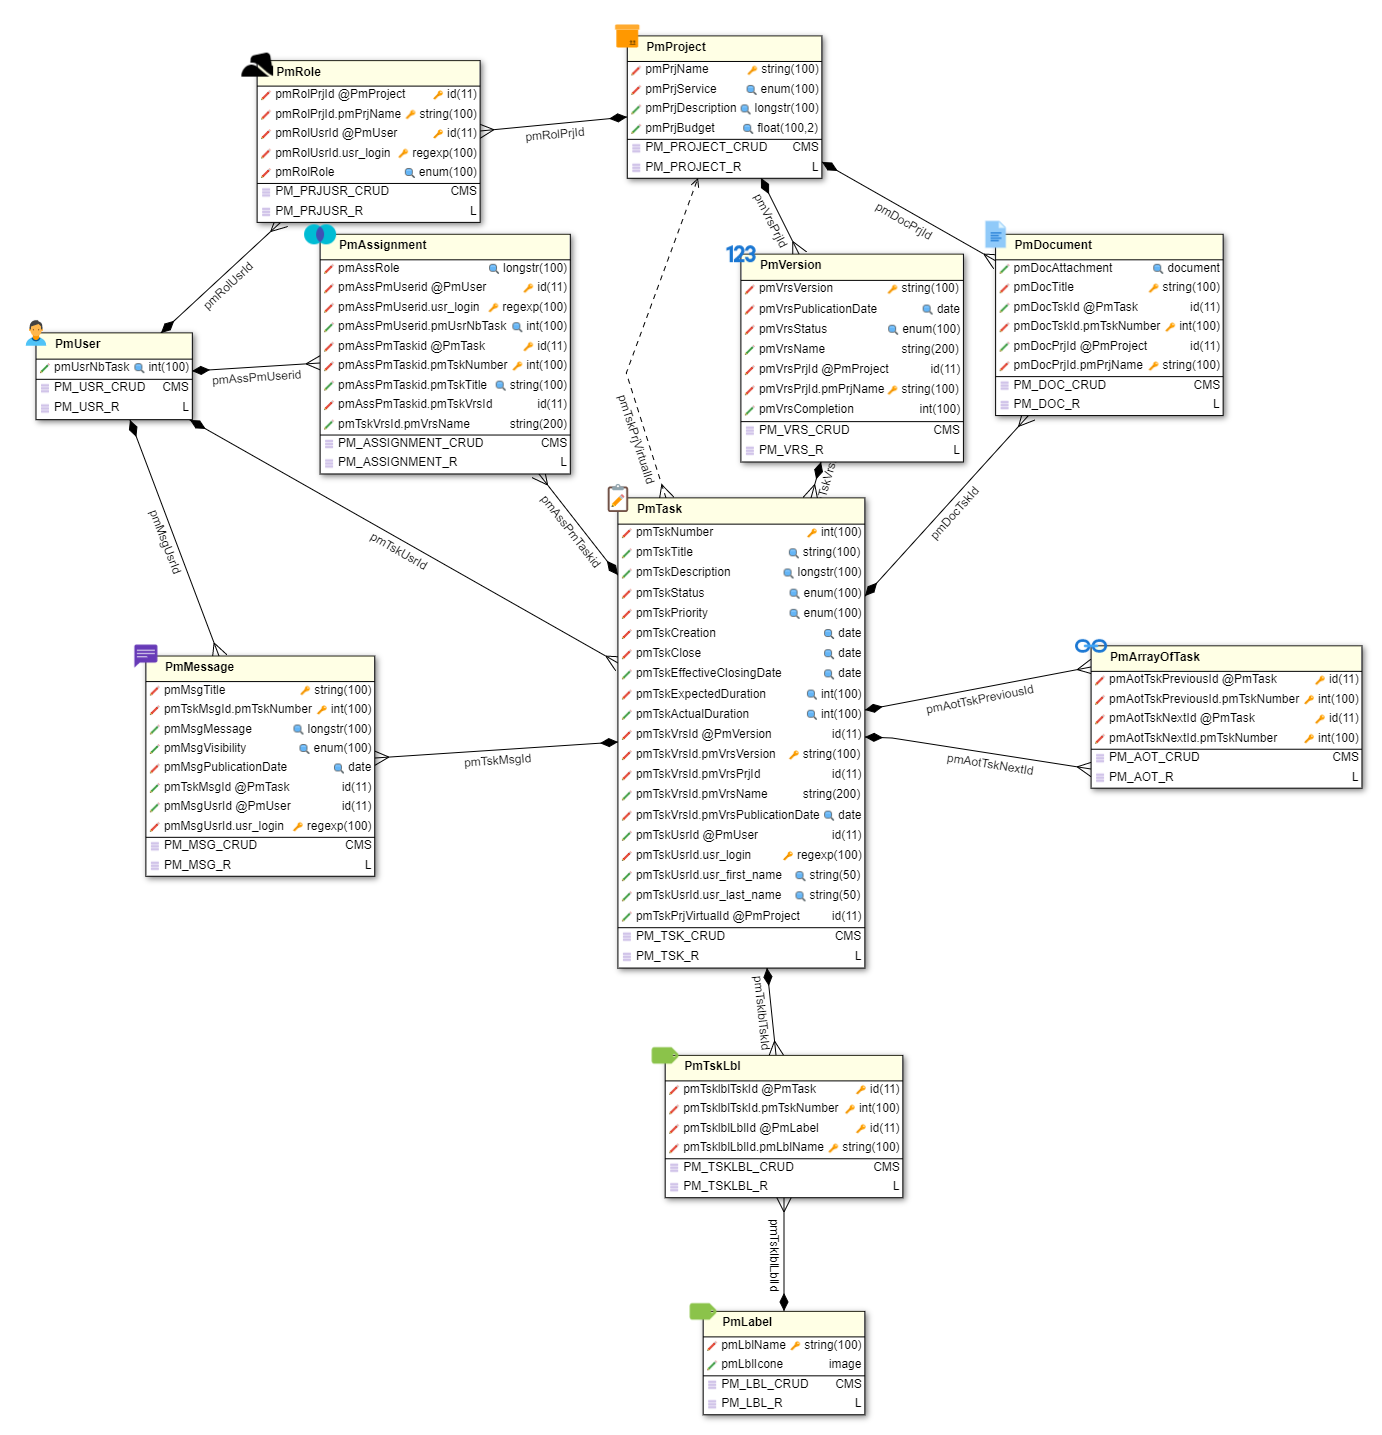 PmProject
pmPrjName string(100)
pmPrjService enum(100)
pmPrjDescription longstr(100)
pmPrjBudget float(100,2)
PM_PROJECT_CRUD CMS
PM_PROJECT_R L
PmRole
pmRolPrjId @PmProject id(11)
pmRolPrjId.pmPrjName string(100)
pmRolUsrId @PmUser id(11)
pmRolUsrId.usr_login regexp(100)
pmRolRole enum(100)
PM_PRJUSR_CRUD CMS
PM_PRJUSR_R L
pmRolPrjId
pmVrsPrjId
pmDocPrjId
pmRolUsrId
PmAssignment
pmAssRole longstr(100)
pmAssPmUserid @PmUser id(11)
pmAssPmUserid.usr_login regexp(100)
pmAssPmUserid.pmUsrNbTask int(100)
pmAssPmTaskid @PmTask id(11)
pmAssPmTaskid.pmTskNumber int(100)
pmAssPmTaskid.pmTskTitle string(100)
pmAssPmTaskid.pmTskVrsId id(11)
pmTskVrsId.pmVrsName string(200)
PM_ASSIGNMENT_CRUD CMS
PM_ASSIGNMENT_R L
123
PmVersion
pmVrsVersion string(100)
pmVrsPublicationDate date
pmVrsStatus enum(100)
pmVrsName string(200)
pmVrsPrjId @PmProject id(11)
pmVrsPrjId.pmPrjName string(100)
pmVrsCompletion int(100)
PM_VRS_CRUD CMS
PM_VRS_R L
PmDocument
pmDocAttachment document
pmDocTitle string(100)
pmDocTskId @PmTask id(11)
pmDocTskId.pmTskNumber int(100)
pmDocPrjId @PmProject id(11)
pmDocPrjId.pmPrjName string(100)
PM_DOC_CRUD CMS
PM_DOC_R L
PmUser
pmUsrNbTask int(100)
PM_USR_CRUD CMS
PM_USR_R L
pmAssPmUserid
pmTskPrjVirtualId
TskVrs
pmAssPmTaskid
pmDocTskId
pmMsgUsrId
pmTskUsrId
PmTask
pmTskNumber int(100)
pmTskTitle string(100)
pmTskDescription longstr(100)
pmTskStatus enum(100)
pmTskPriority enum(100)
pmTskCreation date
pmTskClose date
pmTskEffectiveClosingDate date
pmTskExpectedDuration int(100)
pmTskActualDuration int(100)
pmTskVrsId @PmVersion id(11)
pmTskVrsId.pmVrsVersion string(100)
pmTskVrsId.pmVrsPrjId id(11)
pmTskVrsId.pmVrsName string(200)
pmTskVrsId.pmVrsPublicationDate date
pmTskUsrId @PmUser id(11)
pmTskUsrId.usr_login regexp(100)
pmTskUsrId.usr_first_name string(50)
pmTskUsrId.usr_last_name string(50)
pmTskPrjVirtualId @PmProject id(11)
PM_TSK_CRUD CMS
PM_TSK_R L
PmMessage
pmMsgTitle string(100)
pmTskMsgId.pmTskNumber int(100)
pmMsgMessage longstr(100)
pmMsgVisibility enum(100)
pmMsgPublicationDate date
pmTskMsgId @PmTask id(11)
pmMsgUsrId @PmUser id(11)
pmMsgUsrId.usr_login regexp(100)
PM_MSG_CRUD CMS
PM_MSG_R L
pmTskMsgId
PmArrayOfTask
pmAotTskPreviousId @PmTask id(11)
pmAotTskPreviousId.pmTskNumber int(100)
pmAotTskNextId @PmTask id(11)
pmAotTskNextId.pmTskNumber int(100)
PM_AOT_CRUD CMS
PM_AOT_R L
pmAotTskPreviousId
pmAotTskNextId
pmTsklblTskId
PmTskLbl
pmTsklblTskId @PmTask id(11)
pmTsklblTskId.pmTskNumber int(100)
pmTsklblLblId @PmLabel id(11)
pmTsklblLblId.pmLblName string(100)
PM_TSKLBL_CRUD CMS
PM_TSKLBL_R L
pmTsklblLblId
PmLabel
pmLblName string(100)
pmLblIcone image
PM_LBL_CRUD CMS
PM_LBL_R L